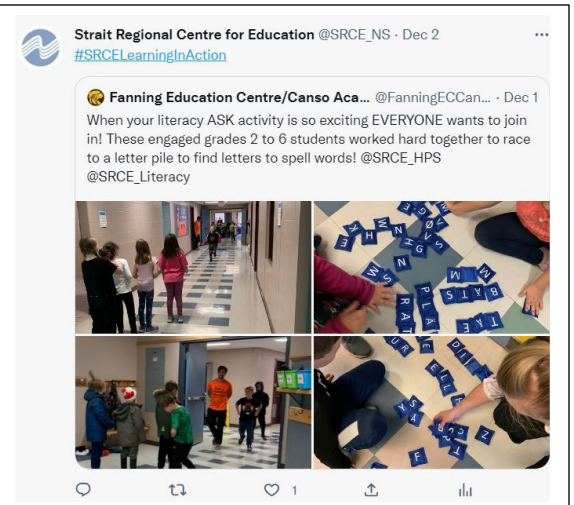 Strait Regional Centre for Education @SRCE_NS · Dec 2 ...
#SRCELearningInAction
Fanning Education Centre/Canso Aca... @FanningECCan... · Dec 1
When your literacy ASK activity is so exciting EVERYONE wants to join
in! These engaged grades 2 to 6 students worked hard together to race
to a letter pile to find letters to spell words! @SRCE_HPS
@SRCE_Literacy
1